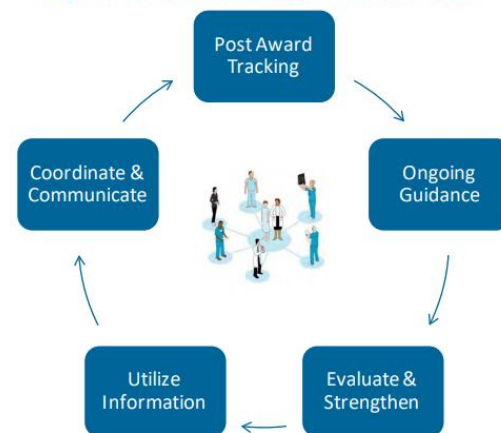 Post Award
Tracking
Ongoing
Guidance
Evaluate &
Strengthen
Utilize
Information
Coordinate &
Communicate